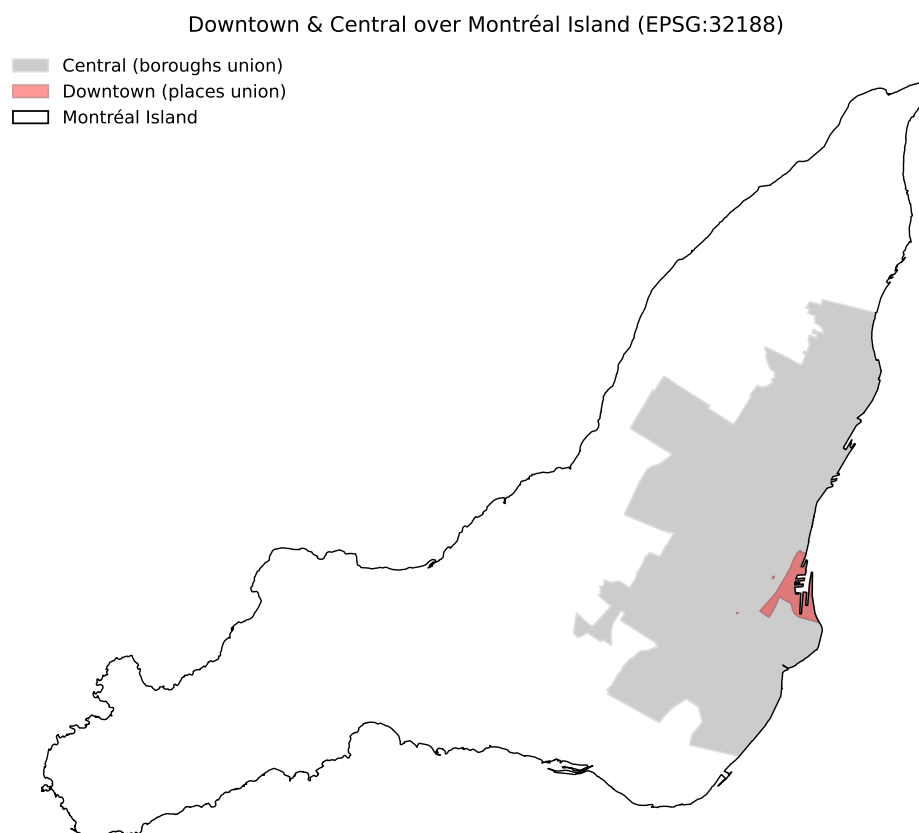 Downtown & Central over Montréal Island (EPSG:32188)
Central (boroughs union)
Downtown (places union)
Montréal Island